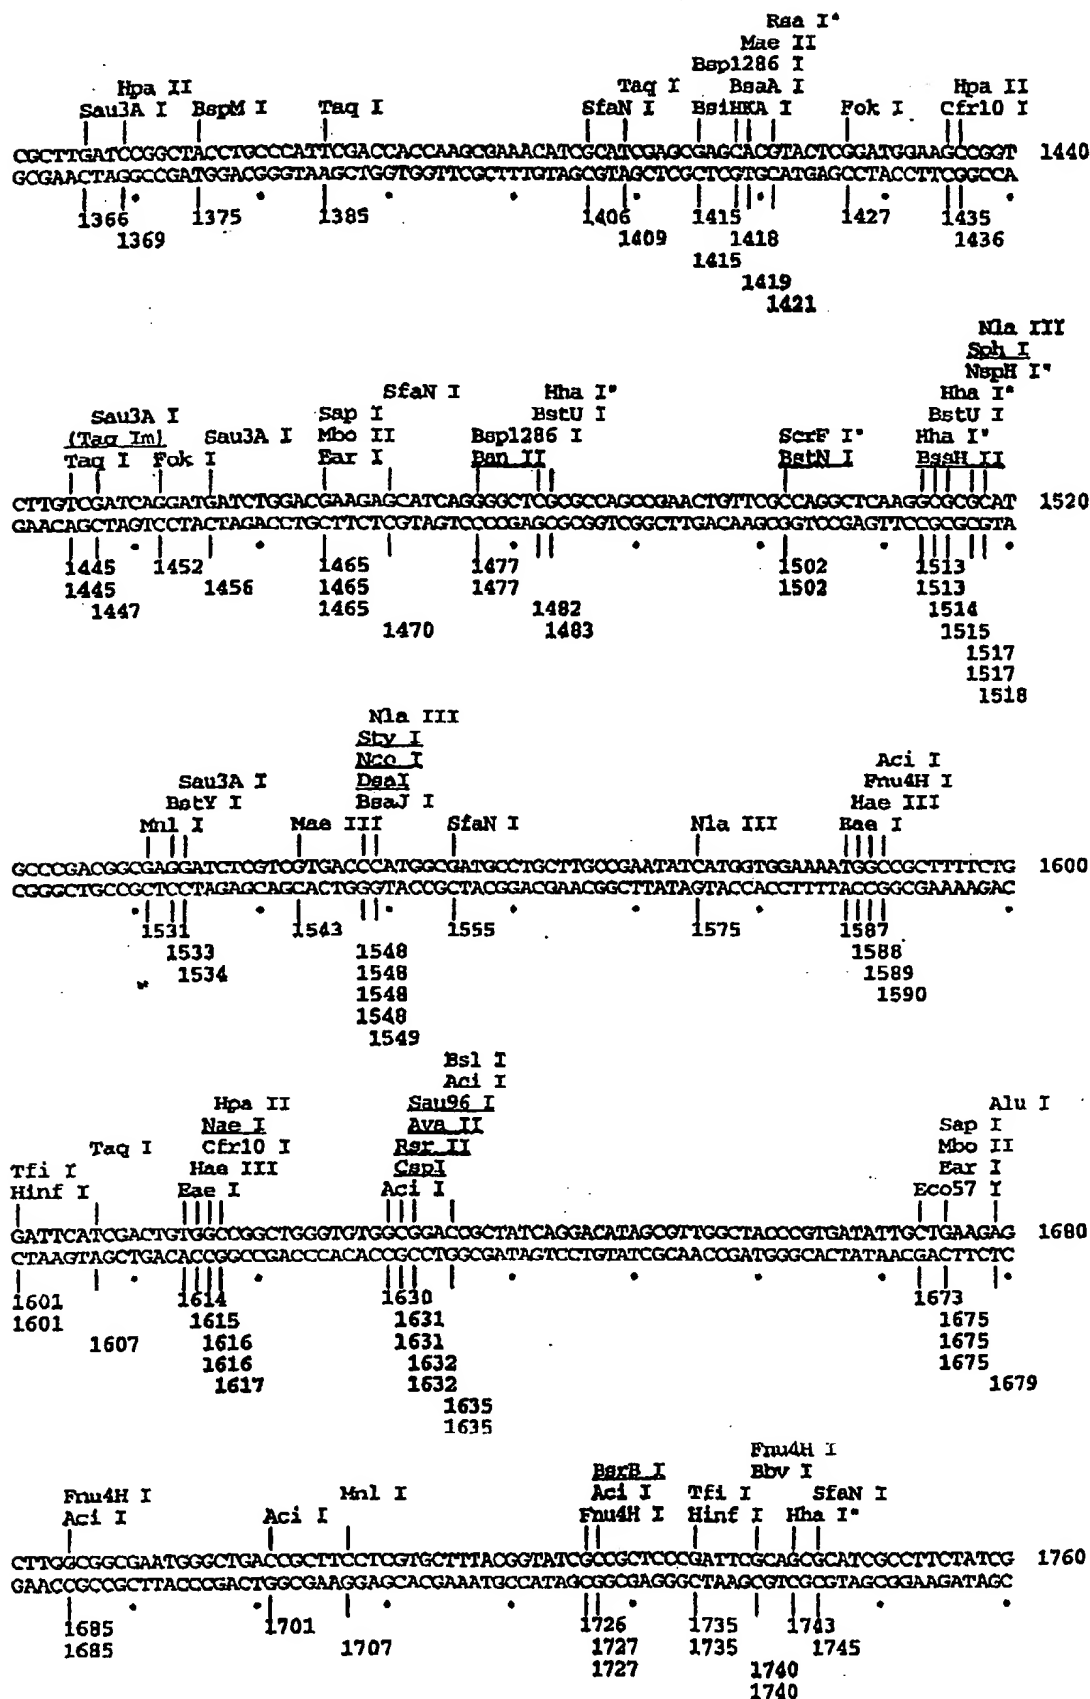 Rsa I*
Mae II
Hpa II Taq I Bsp1286 I BsaA I Hpa II
Sau3A I BspM I Taq I SfaN I BsiHKA I Fok I Cfr10 I
CGCTTGATCCGGCTACCTGCCCATTCGACCACCAAGCGAAACATCGCATCGAGCGAGCACGTACTCGGATGGAAGCCGGT 1440
GCGAACTAGGCCGATGGACGGGTAAGCTGGTGGTTCGCTTTGTAGCGTAGCTCGCTCGTGCATGAGCCTACCTTCGGCCA
1366 1375 1385 1406 1415 1427 1435
1369 1409 1418 1436
1415
1419
1421
Nla III
Sph I
NspH I*
SfaN I Hha I* Hha I*
Sau3A I Sap I BstU I BstU I
(Taq Im) Sau3A I Mbo II Bsp1286 I ScrF I* Hha I*
Taq I Fok I Ear I Ban II BstN I BssH II
CTTGTCGATCAGGATGATCTGGACGAAGAGCATCAGGGGCTCGCGCCAGCCGAACTGTTCGCCAGGCTCAAGGCGCGCAT 1520
GAACAGCTAGTCCTACTAGACCTGCTTCTCGTAGTCCCCGAGCGCGGTCGGCTTGACAAGCGGTCCGAGTTCCGCGCGTA
1445 1452 1465 1477 1502 1513
1445 1456 1465 1477 1502 1513
1447 1465 1482 1514
1470 1483 1515
1517
1517
1518
Nla III
Sty I
Nco I Aci I
Sau3A I DsaI Fnu4H I
BstY I BsaJ I Hae III
Mnl I Mae III SfaN I Nla III Eae I
GCCCGACGGCGAGGATCTCGTCGTGACCCATGGCGATGCCTGCTTGCCGAATATCATGGTGGAAAATGGCCGCTTTTCTG 1600
CGGGCTGCCGCTCCTAGAGCAGCACTGGGTACCGCTACGGACGAACGGCTTATAGTACCACCTTTTACCGGCGAAAAGAC
1531 1543 1555 1575 1587
1533 1548 1588
1534 1548 1589
1548 1590
1548
1549
Bsl I
Aci I
Hpa II Sau96 I Alu I
Nae I Ava II Sap I
Taq I Cfr10 I Rsr II Mbo II
Tfi I Hae III CspI Ear I
Hinf I Eae I Aci I Eco57 I
GATTCATCGACTGTGGCCGGCTGGGTGTGGCGGACCGCTATCAGGACATAGCGTTGGCTACCCGTGATATTGCTGAAGAG 1680
CTAAGTAGCTGACACCGGCCGACCCACACCGCCTGGCGATAGTCCTGTATCGCAACCGATGGGCACTATAACGACTTCTC
1601 1614 1630 1673
1601 1615 1631 1675
1607 1616 1631 1675
1616 1632 1675
1617 1632 1679
1635
1635
Fnu4H I
BsrB I Bbv I
Fnu4H I Mnl I Aci I Tfi I SfaN I
Aci I Aci I Fnu4H I Hinf I Hha I*
CTTGGCGGCGAATGGGCTGACCGCTTCCTCGTGCTTTACGGTATCGCCGCTCCCGATTCGCAGCGCATCGCCTTCTATCG 1760
GAACCGCCGCTTACCCGACTGGCGAAGGAGCACGAAATGCCATAGCGGCGAGGGCTAAGCGTCGCGTAGCGGAAGATAGC
1685 1701 1726 1735 1743
1685 1707 1727 1735 1745
1727 1740
1740